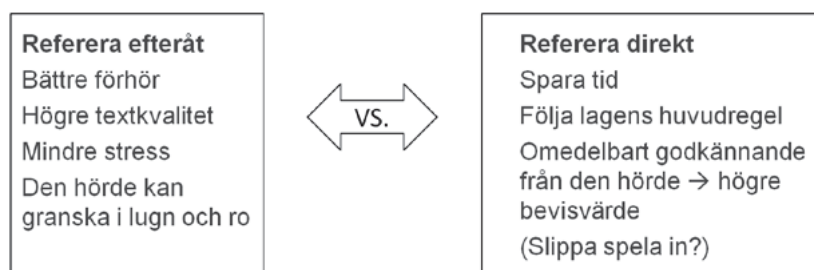 Referera efteråt
Bättre förhör
Högre textkvalitet
Mindre stress
Den hörde kan
granska i lugn och ro
VS.
Referera direkt
Spara tid
Följa lagens huvudregel
Omedelbart godkännande
från den hörde → högre
bevisvärde
(Slippa spela in?)